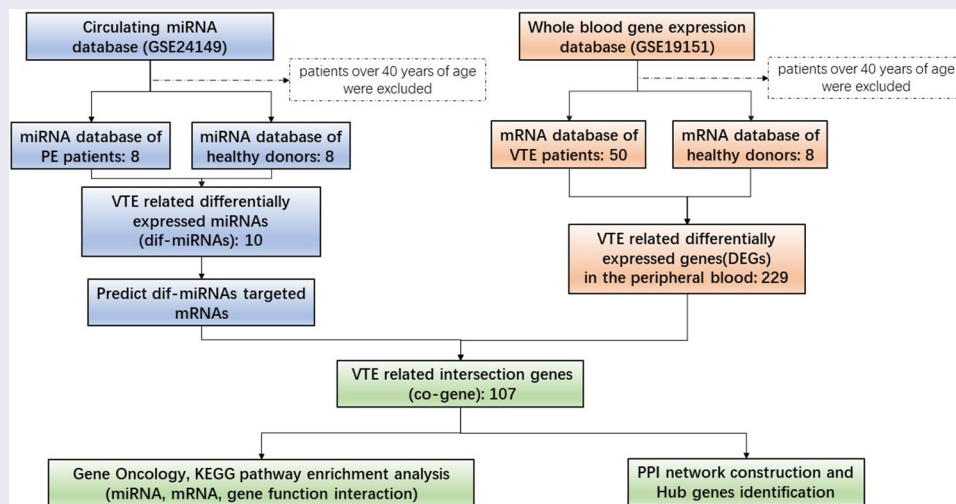 Circulating miRNA
database (GSE24149)
patients over 40 years of age
were excluded
miRNA database of
PE patients: 8
miRNA database of
healthy donors: 8
VTE related differentially
expressed miRNAs
(dif-miRNAs): 10
Predict dif-miRNAs targeted
mRNAs
Whole blood gene expression
database (GSE19151)
patients over 40 years of age
were excluded
mRNA database of
VTE patients: 50
mRNA database of
healthy donors: 8
VTE related differentially
expressed genes(DEGs)
in the peripheral blood: 229
VTE related intersection genes
(co-gene): 107
Gene Oncology, KEGG pathway enrichment analysis
(miRNA, mRNA, gene function interaction)
PPI network construction and
Hub genes identification